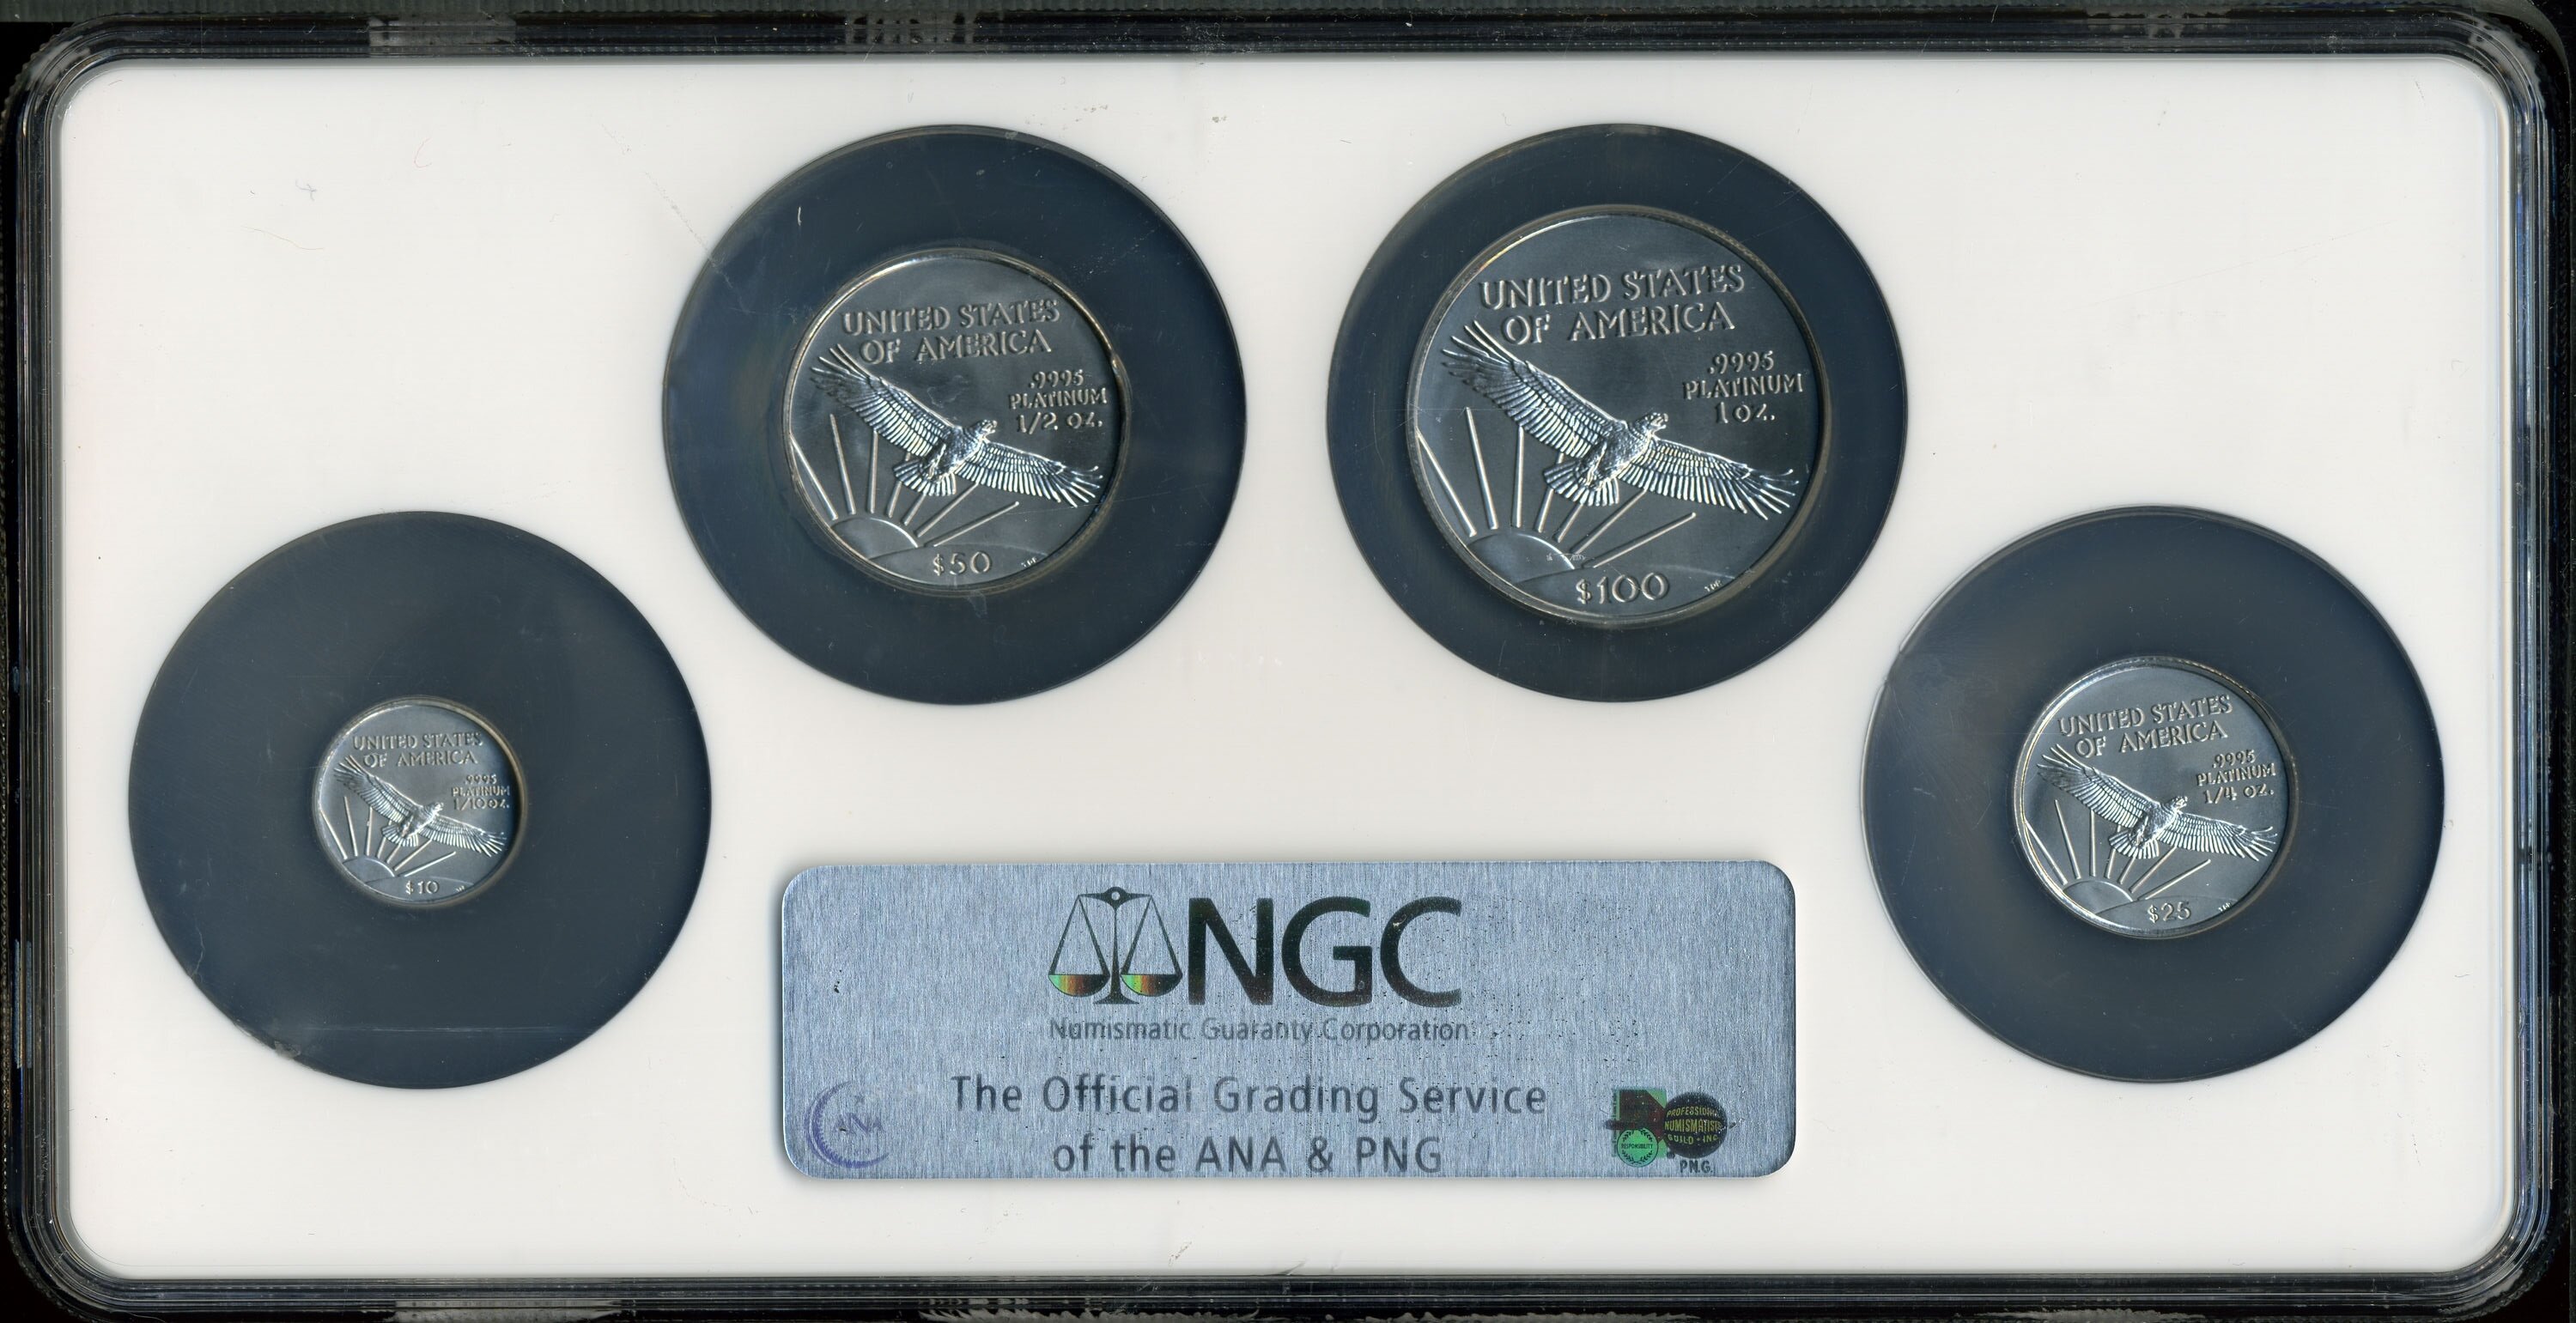 UNITED STATES
OF AMERICA
.9995
PLATINUM
1/2 oz.
$50
UNITED STATES
OF AMERICA
.9995
PLATINUM
1 oz.
$100
UNITED STATES
OF AMERICA
.9995
PLATINUM
1/10 oz.
$10
UNITED STATES
OF AMERICA
.9995
PLATINUM
1/4 oz.
$25
NGC
Numismatic Guaranty Corporation
The Official Grading Service
of the ANA & PNG
ANA
PROFESSIONAL
NUMISMATISTS
GUILD - INC
RESPONSIBILITY
P.N.G.